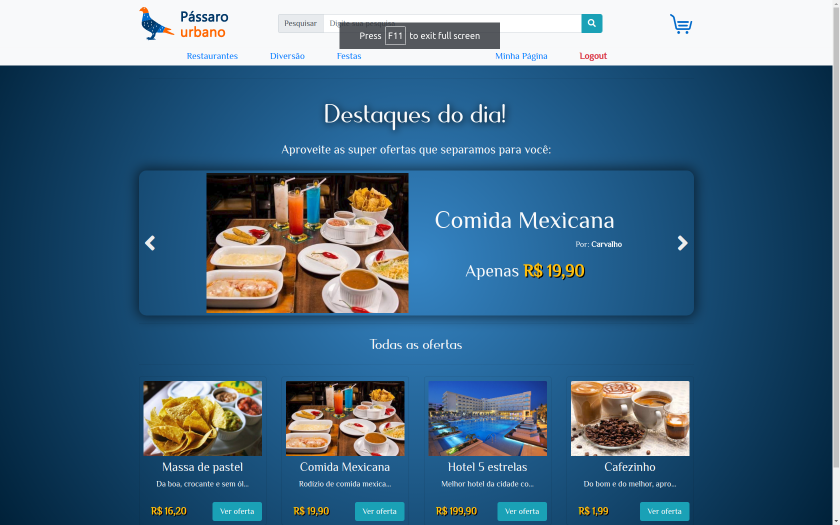 Pássaro
urbano
Pesquisar
Press F11 to exit full screen
Restaurantes Diversão Festas Minha Página Logout
Destaques do dia!
Aproveite as super ofertas que separamos para você:
Comida Mexicana
Por: Carvalho
Apenas R$ 19,90
Todas as ofertas
Massa de pastel Comida Mexicana Hotel 5 estrelas Cafezinho
Da boa, crocante e sem ól... Rodízio de comida mexica... Melhor hotel da cidade co... Do bom e do melhor, apro...
R$ 16,20 Ver oferta R$ 19,90 Ver oferta R$ 199,90 Ver oferta R$ 1,99 Ver oferta